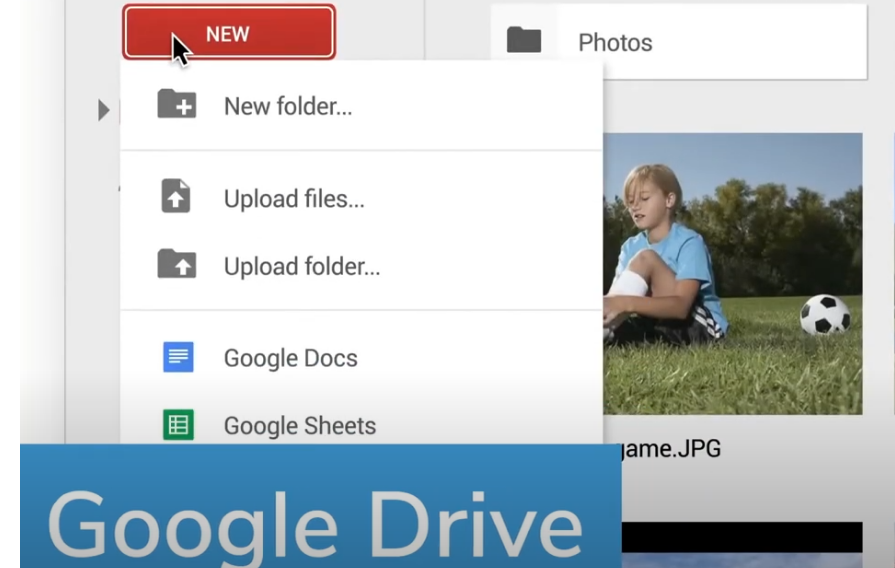 NEW
Photos
New folder...
Upload files...
Upload folder...
Google Docs
Google Sheets
game.JPG
Google Drive